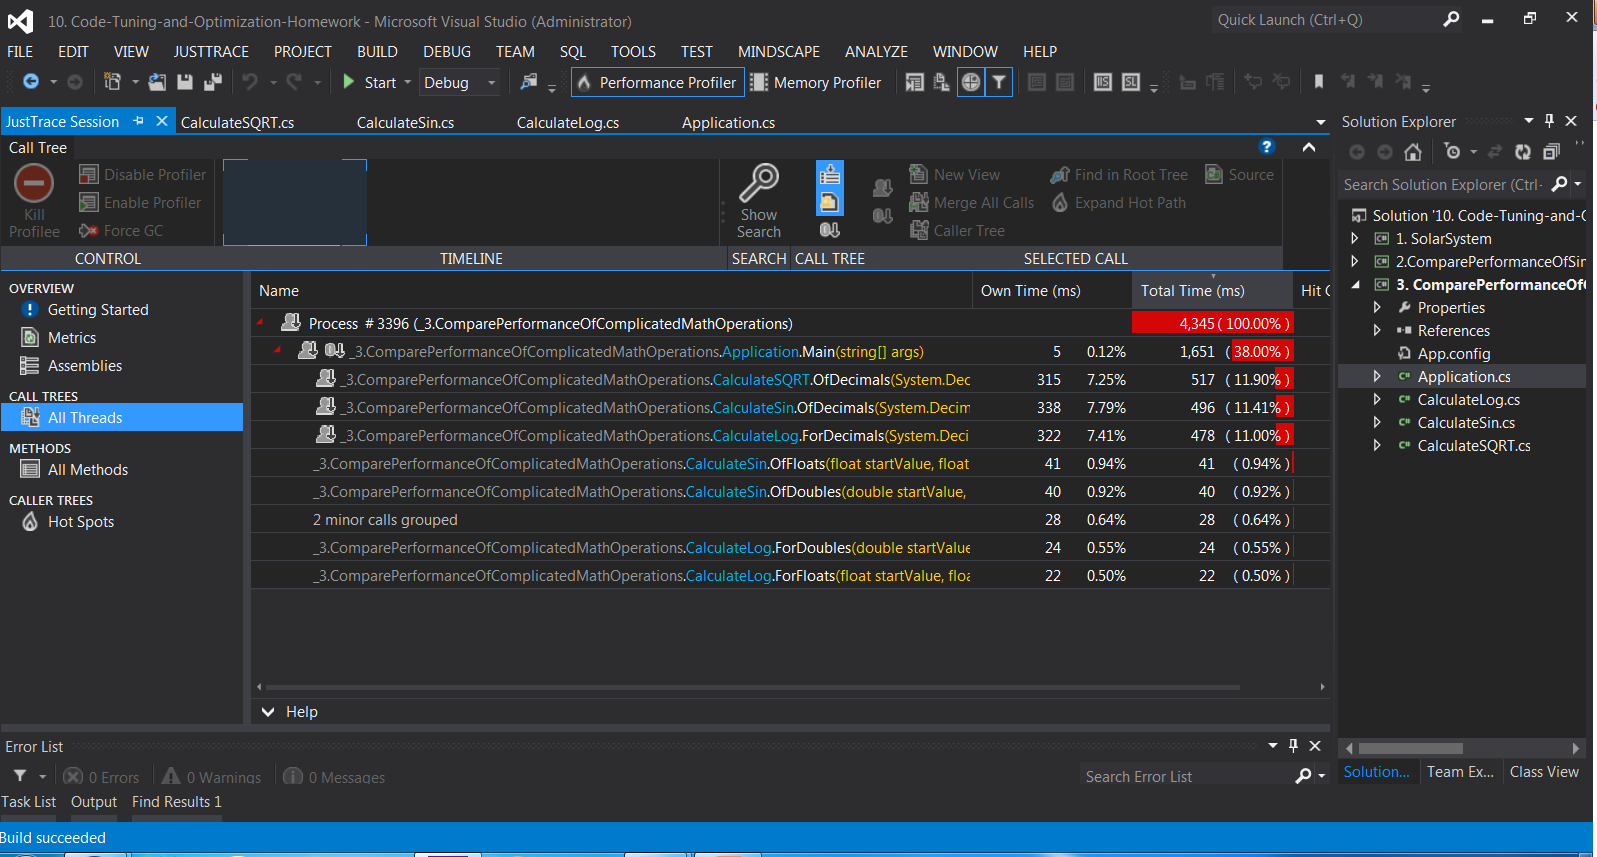 10. Code-Tuning-and-Optimization-Homework - Microsoft Visual Studio (Administrator)
Quick Launch (Ctrl+Q)
FILE EDIT VIEW JUSTTRACE PROJECT BUILD DEBUG TEAM SQL TOOLS TEST MINDSCAPE ANALYZE WINDOW HELP
Start Debug Performance Profiler Memory Profiler IIS SL
JustTrace Session CalculateSQRT.cs CalculateSin.cs CalculateLog.cs Application.cs
Call Tree
Kill Profilee
Disable Profiler
Enable Profiler
Force GC
Show Search
New View
Merge All Calls
Caller Tree
Find in Root Tree
Expand Hot Path
Source
CONTROL TIMELINE SEARCH CALL TREE SELECTED CALL
OVERVIEW
Getting Started
Metrics
Assemblies
CALL TREES
All Threads
METHODS
All Methods
CALLER TREES
Hot Spots
Name Own Time (ms) Total Time (ms) Hit C
Process # 3396 (_3.ComparePerformanceOfComplicatedMathOperations) 4,345 ( 100.00% )
_3.ComparePerformanceOfComplicatedMathOperations.Application.Main(string[] args) 5 0.12% 1,651 ( 38.00% )
_3.ComparePerformanceOfComplicatedMathOperations.CalculateSQRT.OfDecimals(System.Dec 315 7.25% 517 ( 11.90% )
_3.ComparePerformanceOfComplicatedMathOperations.CalculateSin.OfDecimals(System.Decim 338 7.79% 496 ( 11.41% )
_3.ComparePerformanceOfComplicatedMathOperations.CalculateLog.ForDecimals(System.Deci 322 7.41% 478 ( 11.00% )
_3.ComparePerformanceOfComplicatedMathOperations.CalculateSin.OfFloats(float startValue, float 41 0.94% 41 ( 0.94% )
_3.ComparePerformanceOfComplicatedMathOperations.CalculateSin.OfDoubles(double startValue, 40 0.92% 40 ( 0.92% )
2 minor calls grouped 28 0.64% 28 ( 0.64% )
_3.ComparePerformanceOfComplicatedMathOperations.CalculateLog.ForDoubles(double startValue 24 0.55% 24 ( 0.55% )
_3.ComparePerformanceOfComplicatedMathOperations.CalculateLog.ForFloats(float startValue, floa 22 0.50% 22 ( 0.50% )
Help
Solution Explorer
Search Solution Explorer (Ctrl
Solution '10. Code-Tuning-and-O
1. SolarSystem
2.ComparePerformanceOfSin
3. ComparePerformanceOf
Properties
References
App.config
Application.cs
CalculateLog.cs
CalculateSin.cs
CalculateSQRT.cs
Solution... Team Ex... Class View
Error List
0 Errors 0 Warnings 0 Messages Search Error List
Task List Output Find Results 1
Build succeeded